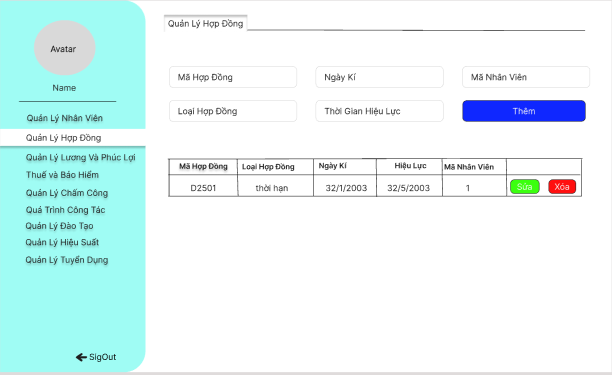 Avatar
Name
Quản Lý Nhân Viên
Quản Lý Hợp Đồng
Quản Lý Lương Và Phúc Lợi
Thuế và Bảo Hiểm
Quản Lý Chấm Công
Quá Trình Công Tác
Quản Lý Đào Tạo
Quản Lý Hiệu Suất
Quản Lý Tuyển Dụng
SigOut
Quản Lý Hợp Đồng
Mã Hợp Đồng Ngày Kí Mã Nhân Viên
Loại Hợp Đồng Thời Gian Hiệu Lực Thêm
Mã Hợp Đồng Loại Hợp Đồng Ngày Kí Hiệu Lực Mã Nhân Viên
D2501 thời hạn 32/1/2003 32/5/2003 1 Sửa Xóa